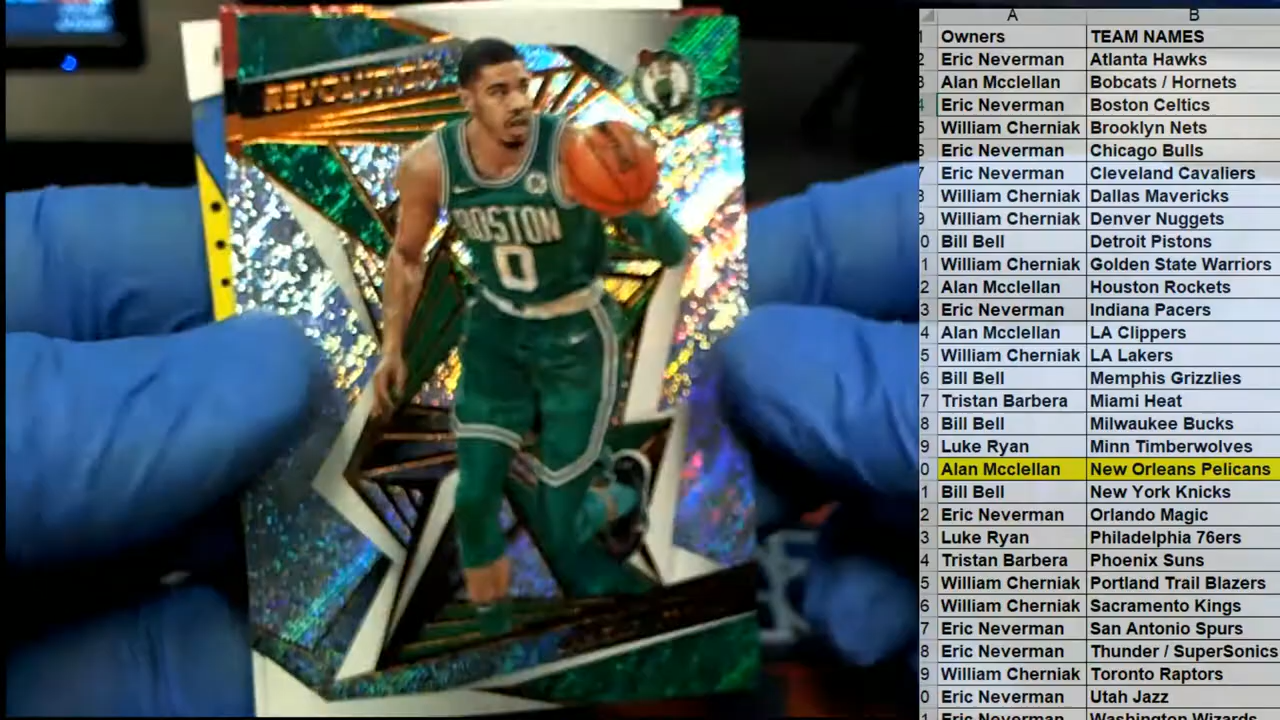 REVOLUTION
BOSTON
0
A B
Owners TEAM NAMES
2 Eric Neverman Atlanta Hawks
3 Alan Mcclellan Bobcats / Hornets
4 Eric Neverman Boston Celtics
5 William Cherniak Brooklyn Nets
6 Eric Neverman Chicago Bulls
7 Eric Neverman Cleveland Cavaliers
8 William Cherniak Dallas Mavericks
9 William Cherniak Denver Nuggets
0 Bill Bell Detroit Pistons
1 William Cherniak Golden State Warriors
2 Alan Mcclellan Houston Rockets
3 Eric Neverman Indiana Pacers
4 Alan Mcclellan LA Clippers
5 William Cherniak LA Lakers
6 Bill Bell Memphis Grizzlies
7 Tristan Barbera Miami Heat
8 Bill Bell Milwaukee Bucks
9 Luke Ryan Minn Timberwolves
0 Alan Mcclellan New Orleans Pelicans
1 Bill Bell New York Knicks
2 Eric Neverman Orlando Magic
3 Luke Ryan Philadelphia 76ers
4 Tristan Barbera Phoenix Suns
5 William Cherniak Portland Trail Blazers
6 William Cherniak Sacramento Kings
7 Eric Neverman San Antonio Spurs
8 Eric Neverman Thunder / SuperSonics
9 William Cherniak Toronto Raptors
0 Eric Neverman Utah Jazz
1 Eric Neverman Washington Wizards